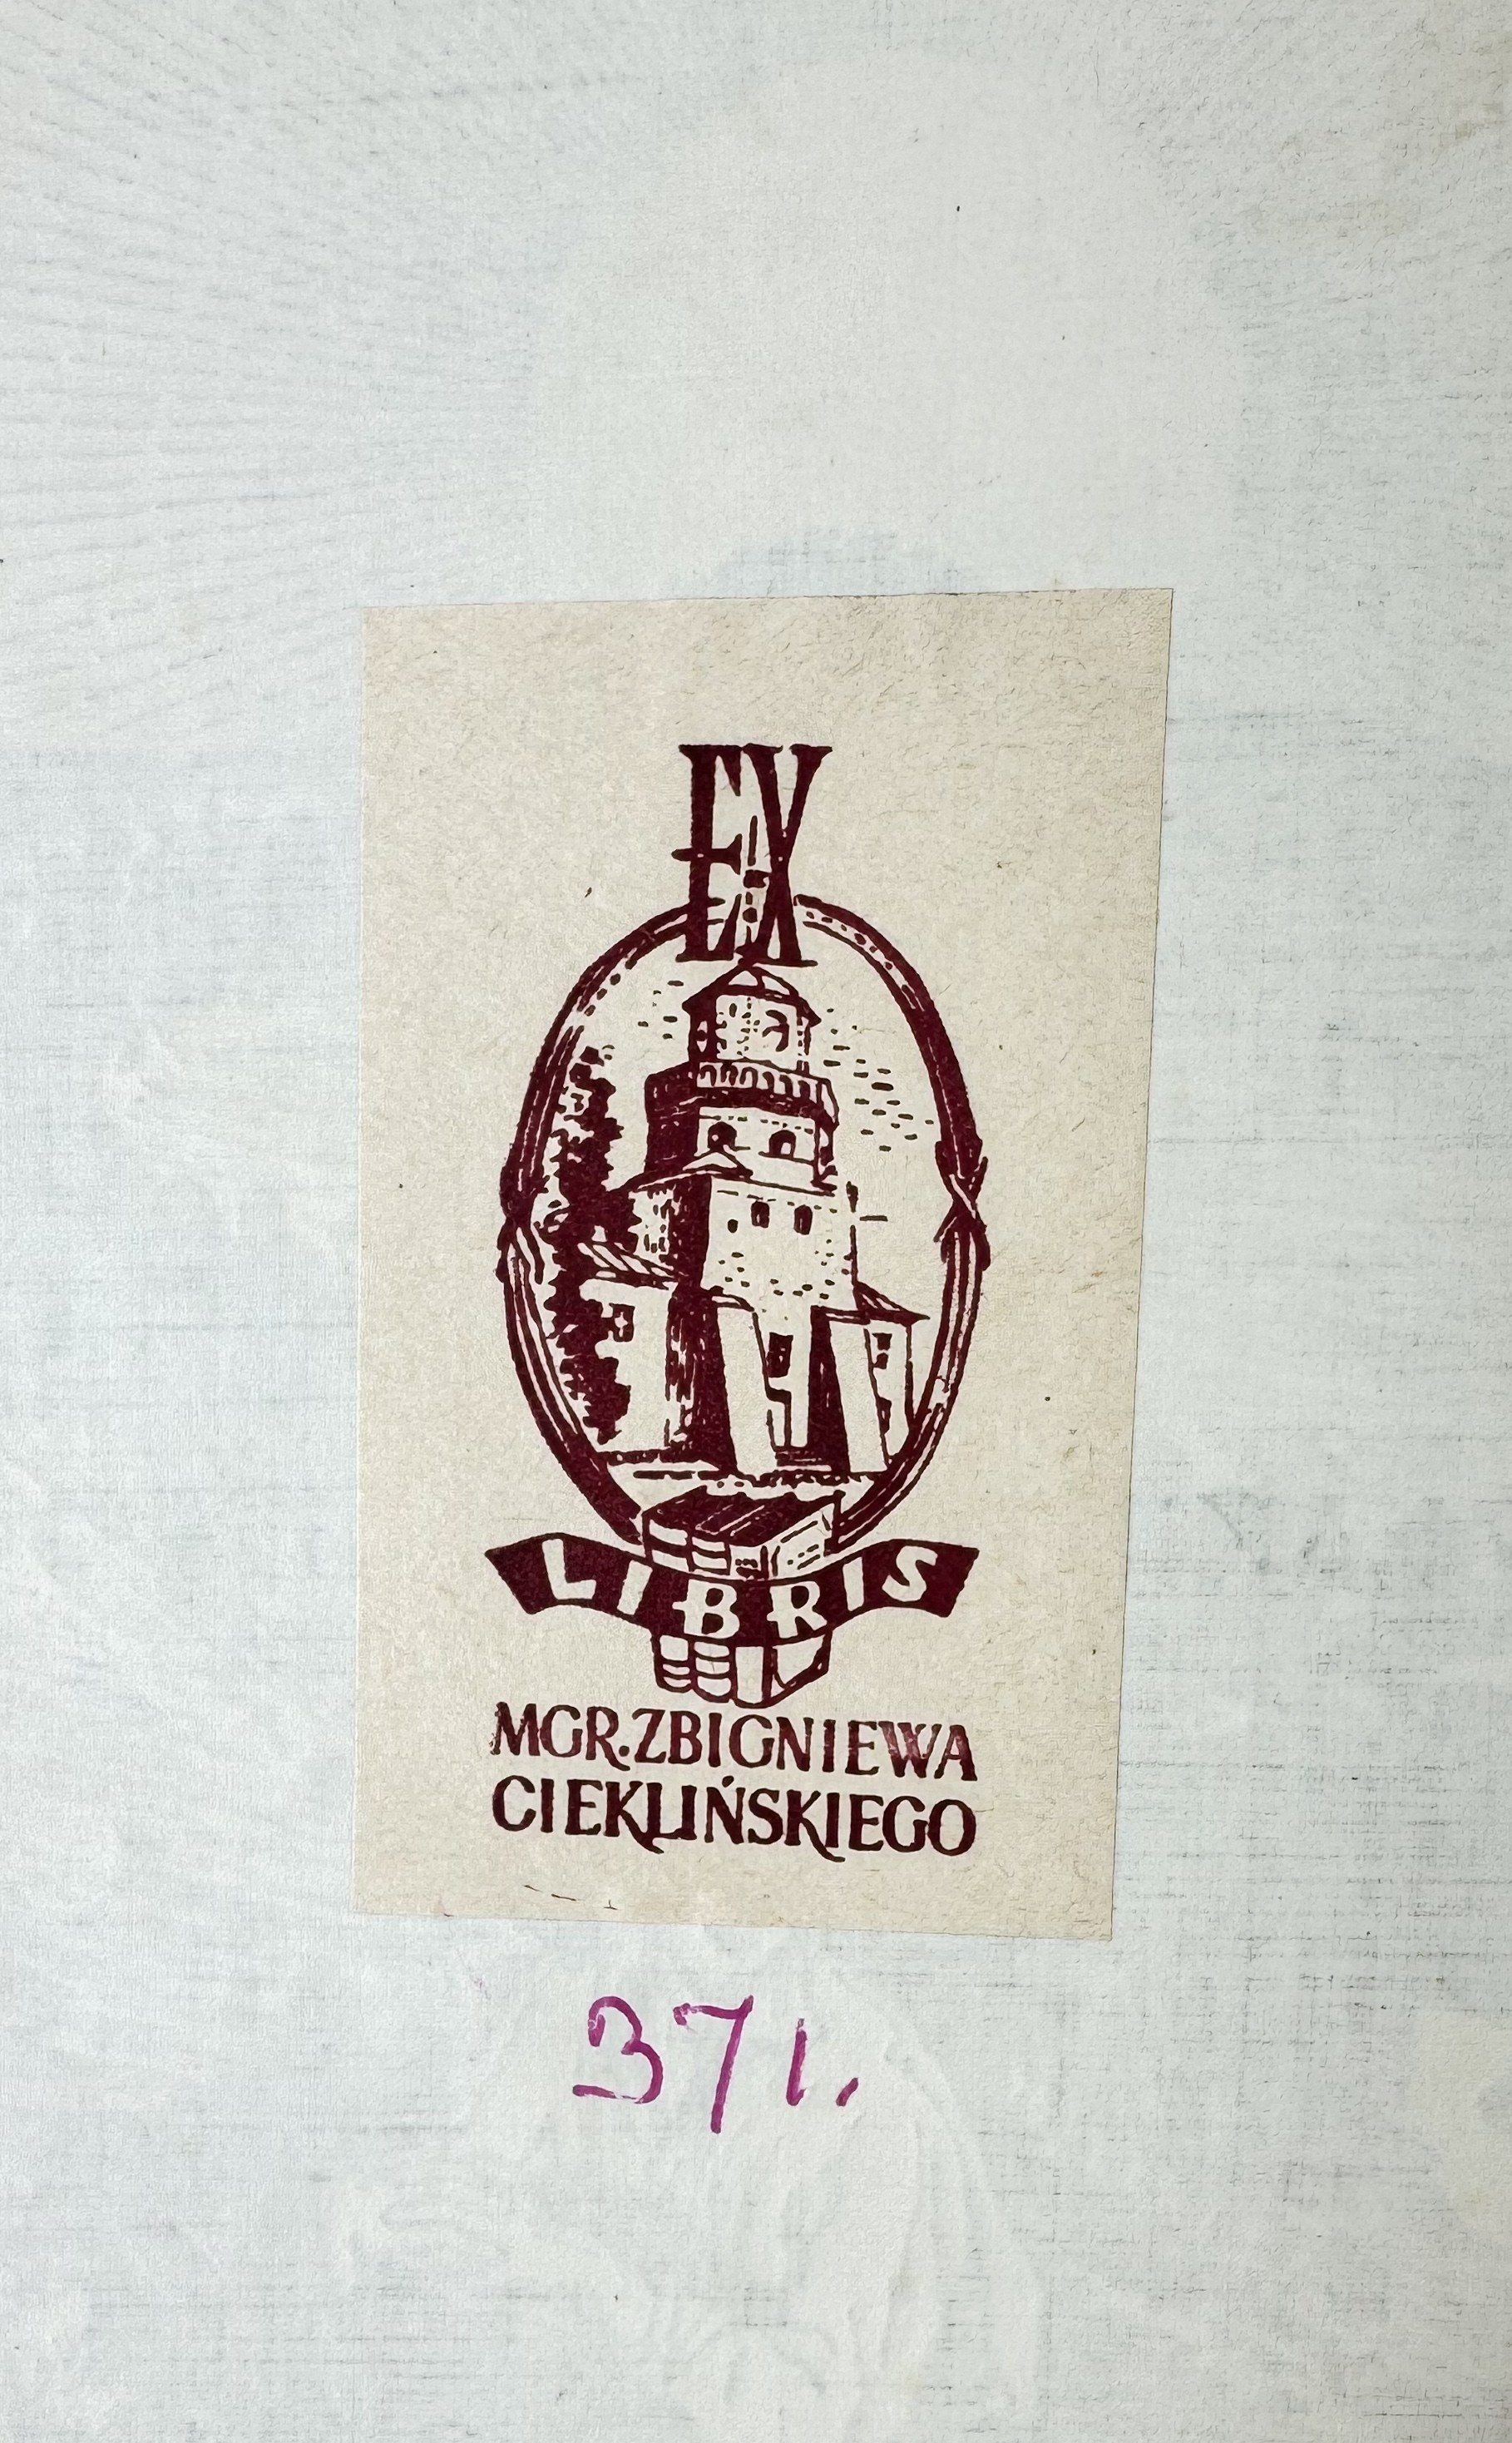 EX
LIBRIS
MGR. ZBIGNIEWA
CIEKLIŃSKIEGO
371.